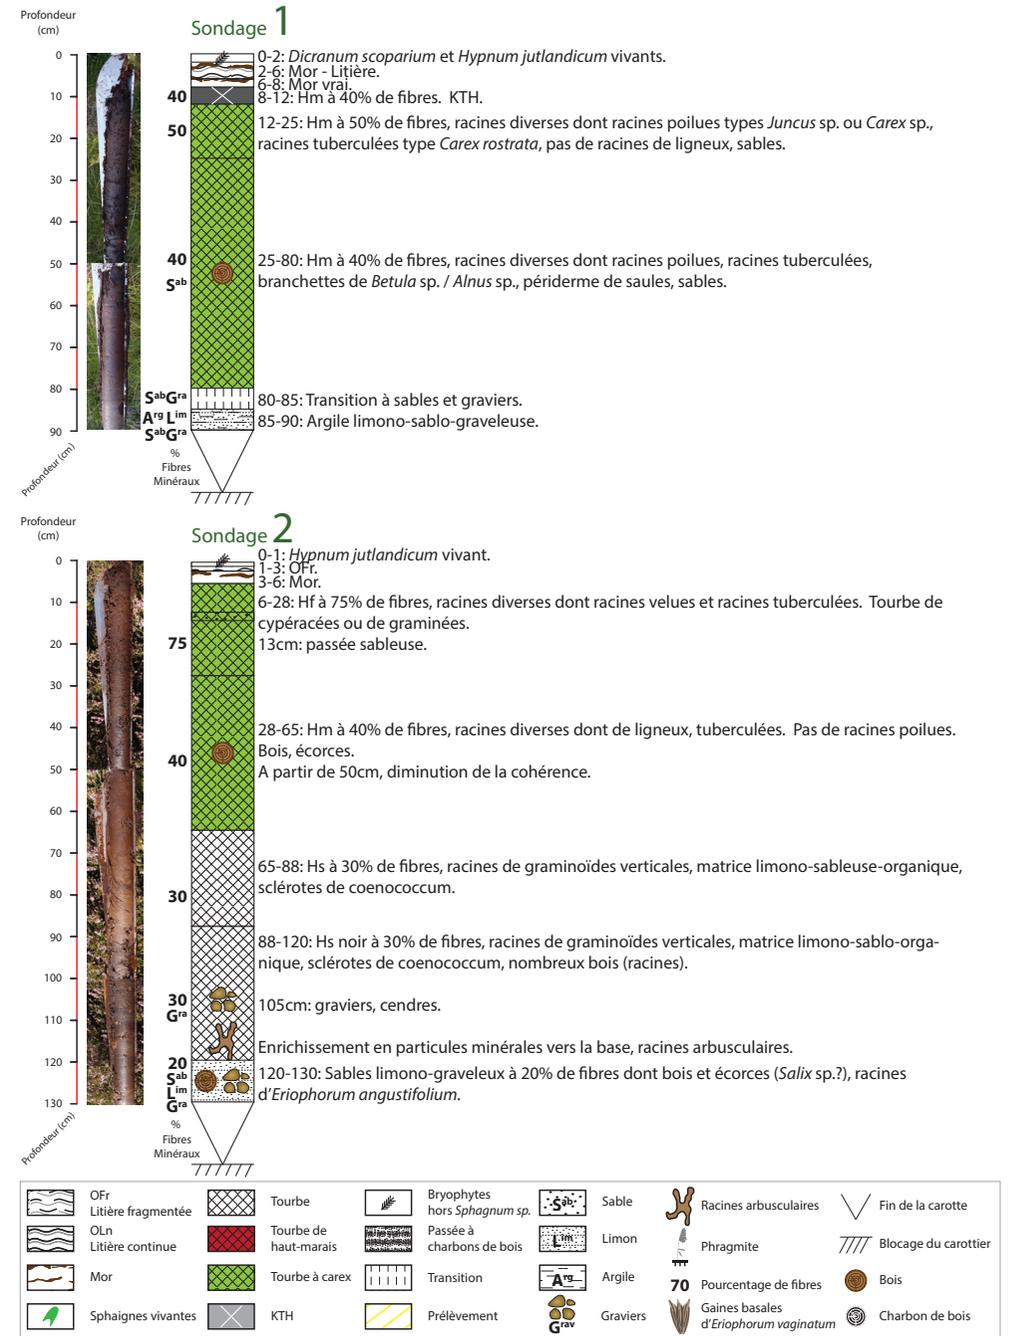 Profondeur
(cm)
Sondage 1
0
10
20
30
40
50
60
70
80
90
Profondeur (cm)
40
50
40
Sab
SabGra
Arg Lim
SabGra
%
Fibres
Minéraux
0-2: Dicranum scoparium et Hypnum jutlandicum vivants.
2-6: Mor - Litière.
6-8: Mor vrai.
8-12: Hm à 40% de fibres. KTH.
12-25: Hm à 50% de fibres, racines diverses dont racines poilues types Juncus sp. ou Carex sp.,
racines tuberculées type Carex rostrata, pas de racines de ligneux, sables.
25-80: Hm à 40% de fibres, racines diverses dont racines poilues, racines tuberculées,
branchettes de Betula sp. / Alnus sp., périderme de saules, sables.
80-85: Transition à sables et graviers.
85-90: Argile limono-sablo-graveleuse.
Profondeur
(cm)
Sondage 2
0
10
20
30
40
50
60
70
80
90
100
110
120
130
Profondeur (cm)
75
40
30
30
Gra
20
Sab
Lim
Gra
%
Fibres
Minéraux
0-1: Hypnum jutlandicum vivant.
1-3: OFr.
3-6: Mor.
6-28: Hf à 75% de fibres, racines diverses dont racines velues et racines tuberculées. Tourbe de
cypéracées ou de graminées.
13cm: passée sableuse.
28-65: Hm à 40% de fibres, racines diverses dont de ligneux, tuberculées. Pas de racines poilues.
Bois, écorces.
A partir de 50cm, diminution de la cohérence.
65-88: Hs à 30% de fibres, racines de graminoïdes verticales, matrice limono-sableuse-organique,
sclérotes de coenococcum.
88-120: Hs noir à 30% de fibres, racines de graminoïdes verticales, matrice limono-sablo-orga-
nique, sclérotes de coenococcum, nombreux bois (racines).
105cm: graviers, cendres.
Enrichissement en particules minérales vers la base, racines arbusculaires.
120-130: Sables limono-graveleux à 20% de fibres dont bois et écorces (Salix sp.?), racines
d'Eriophorum angustifolium.
OFr
Litière fragmentée
OLn
Litière continue
Mor
Sphaignes vivantes
Tourbe
Tourbe de
haut-marais
Tourbe à carex
KTH
Bryophytes
hors Sphagnum sp.
Passée à
charbons de bois
Transition
Prélèvement
Sab Sable
Lim Limon
Arg Argile
Grav Graviers
Racines arbusculaires
Phragmite
70 Pourcentage de fibres
Gaines basales
d'Eriophorum vaginatum
Fin de la carotte
Blocage du carottier
Bois
Charbon de bois